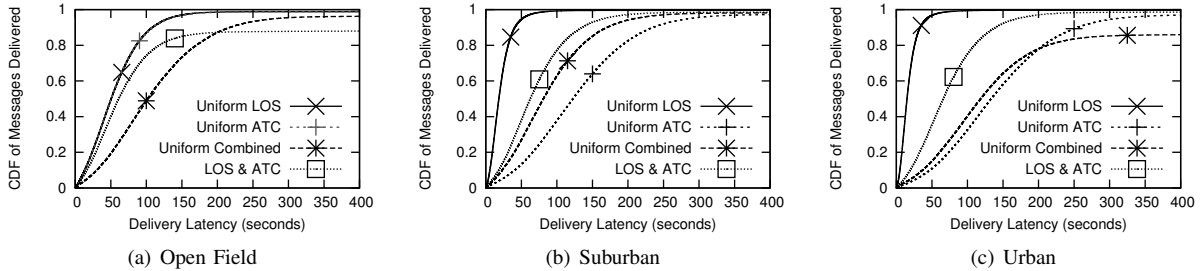 CDF of Messages Delivered
1
0.8
0.6
0.4
0.2
0
Uniform LOS
Uniform ATC
Uniform Combined
LOS & ATC
0 50 100 150 200 250 300 350 400
Delivery Latency (seconds)
(a) Open Field
CDF of Messages Delivered
1
0.8
0.6
0.4
0.2
0
Uniform LOS
Uniform ATC
Uniform Combined
LOS & ATC
0 50 100 150 200 250 300 350 400
Delivery Latency (seconds)
(b) Suburban
CDF of Messages Delivered
1
0.8
0.6
0.4
0.2
0
Uniform LOS
Uniform ATC
Uniform Combined
LOS & ATC
0 50 100 150 200 250 300 350 400
Delivery Latency (seconds)
(c) Urban